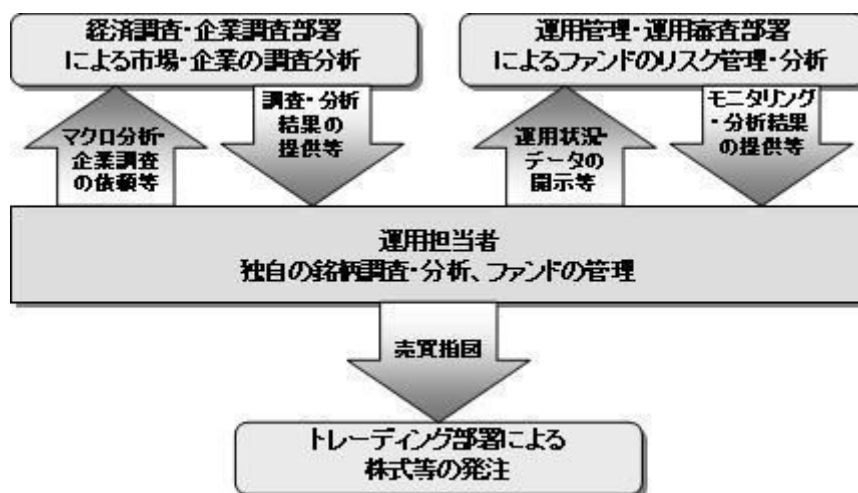 経済調査・企業調査部署
による市場・企業の調査分析
運用管理・運用審査部署
によるファンドのリスク管理・分析
マクロ分析・
企業調査
の依頼等
調査・分析
結果の
提供等
運用状況・
データの
開示等
モニタリング
・分析結果
の提供等
運用担当者
独自の銘柄調査・分析、ファンドの管理
売買指図
トレーディング部署による
株式等の発注